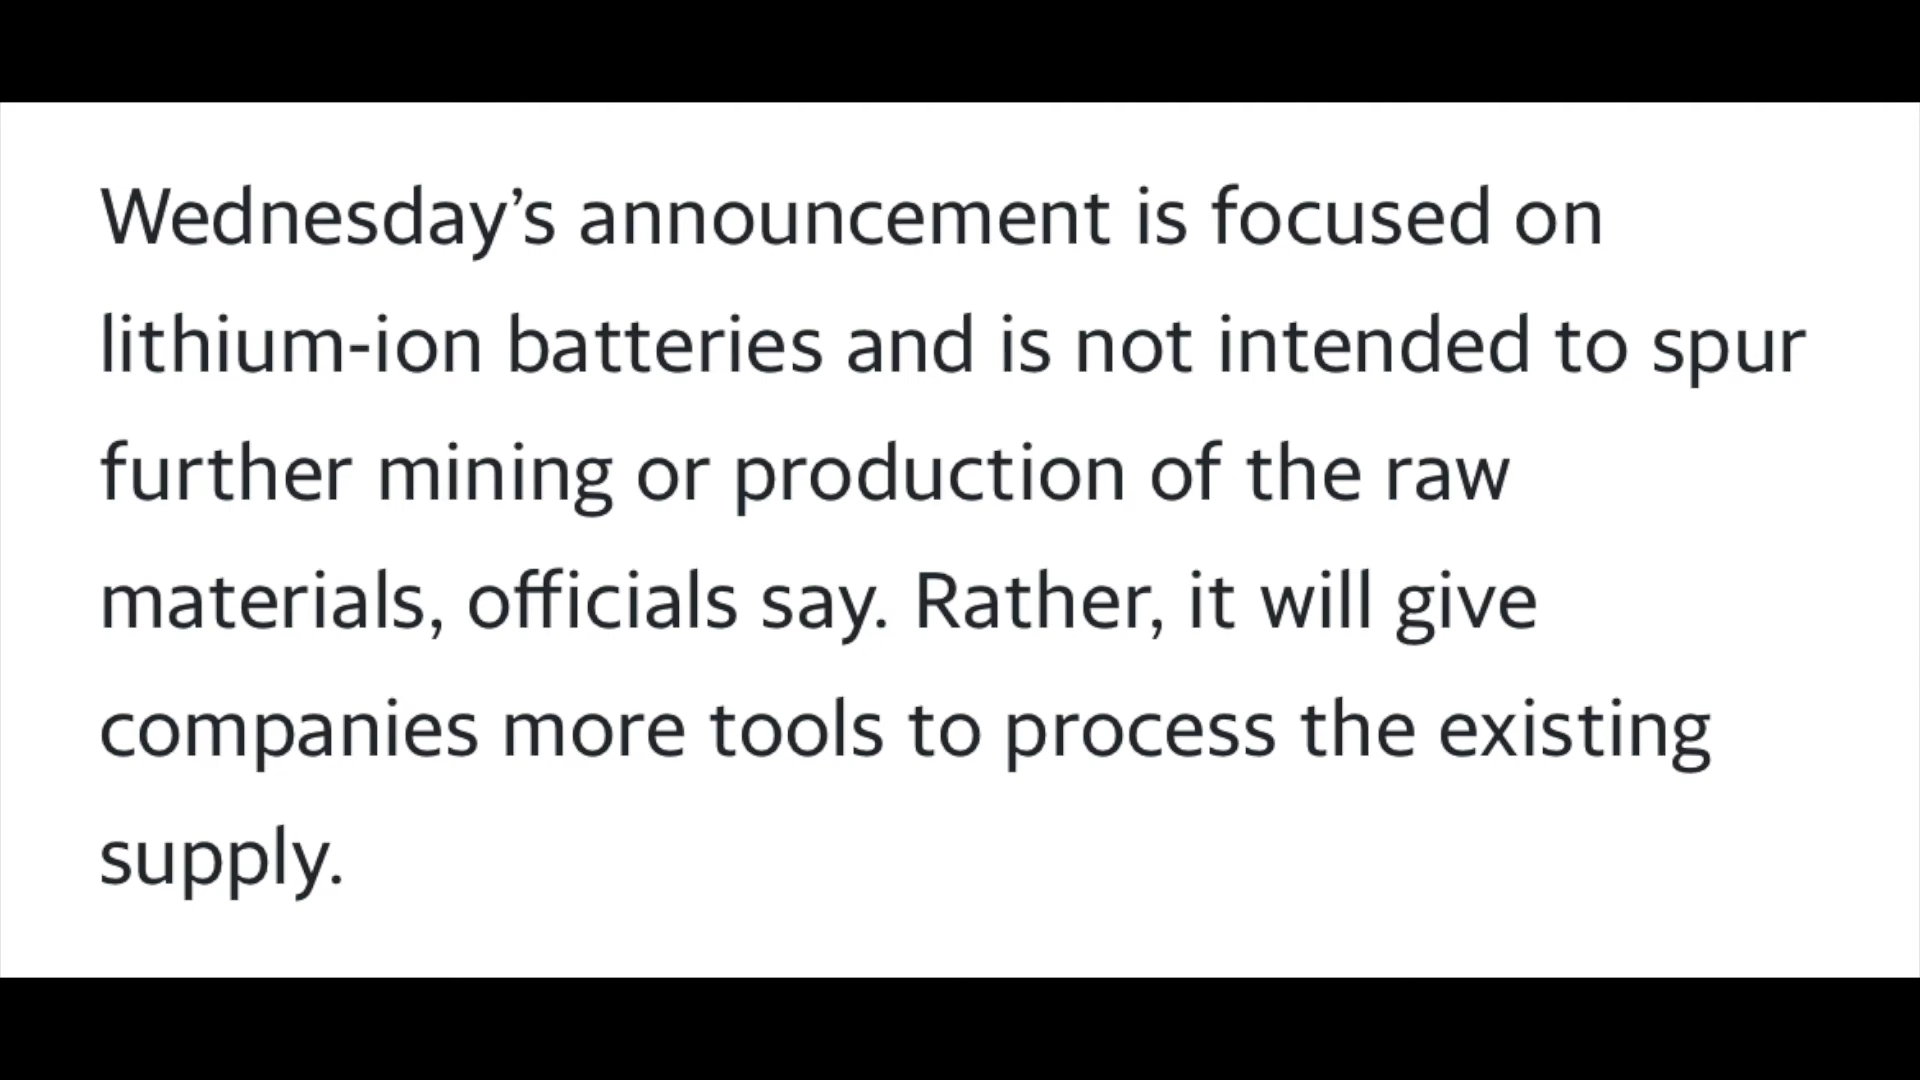 Wednesday’s announcement is focused on
lithium-ion batteries and is not intended to spur
further mining or production of the raw
materials, officials say. Rather, it will give
companies more tools to process the existing
supply.